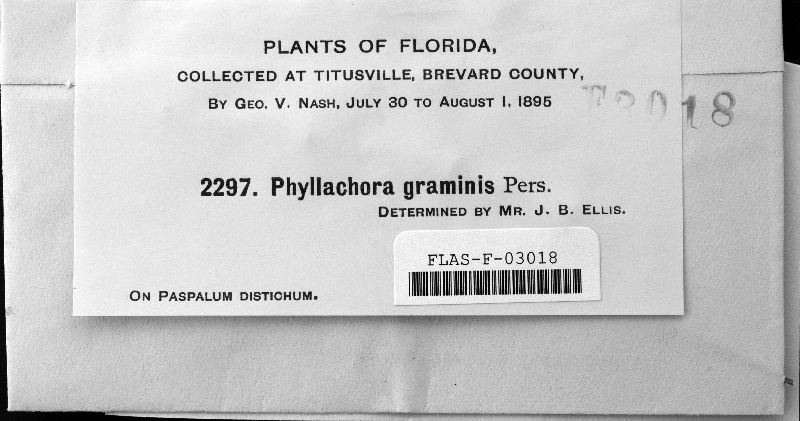 PLANTS OF FLORIDA,
COLLECTED AT TITUSVILLE, BREVARD COUNTY,
BY GEO. V. NASH, JULY 30 TO AUGUST 1, 1895
F3018
2297. Phyllachora graminis Pers.
DETERMINED BY MR. J. B. ELLIS.
FLAS-F-03018
ON PASPALUM DISTICHUM.